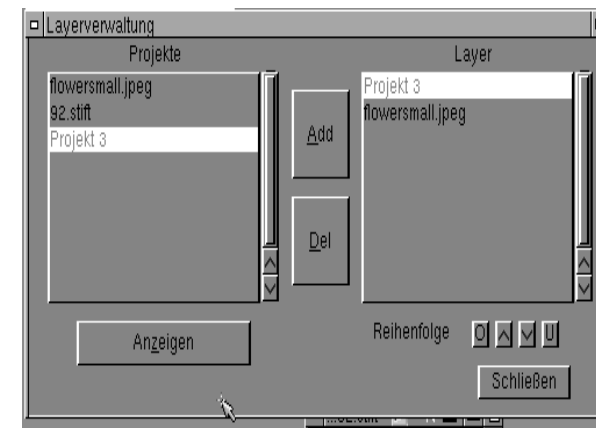 Layerverwaltung
Projekte
flowersmall.jpeg
92.stift
Projekt 3
Anzeigen
Add
Del
Layer
Projekt 3
flowersmall.jpeg
Reihenfolge O U
Schließen